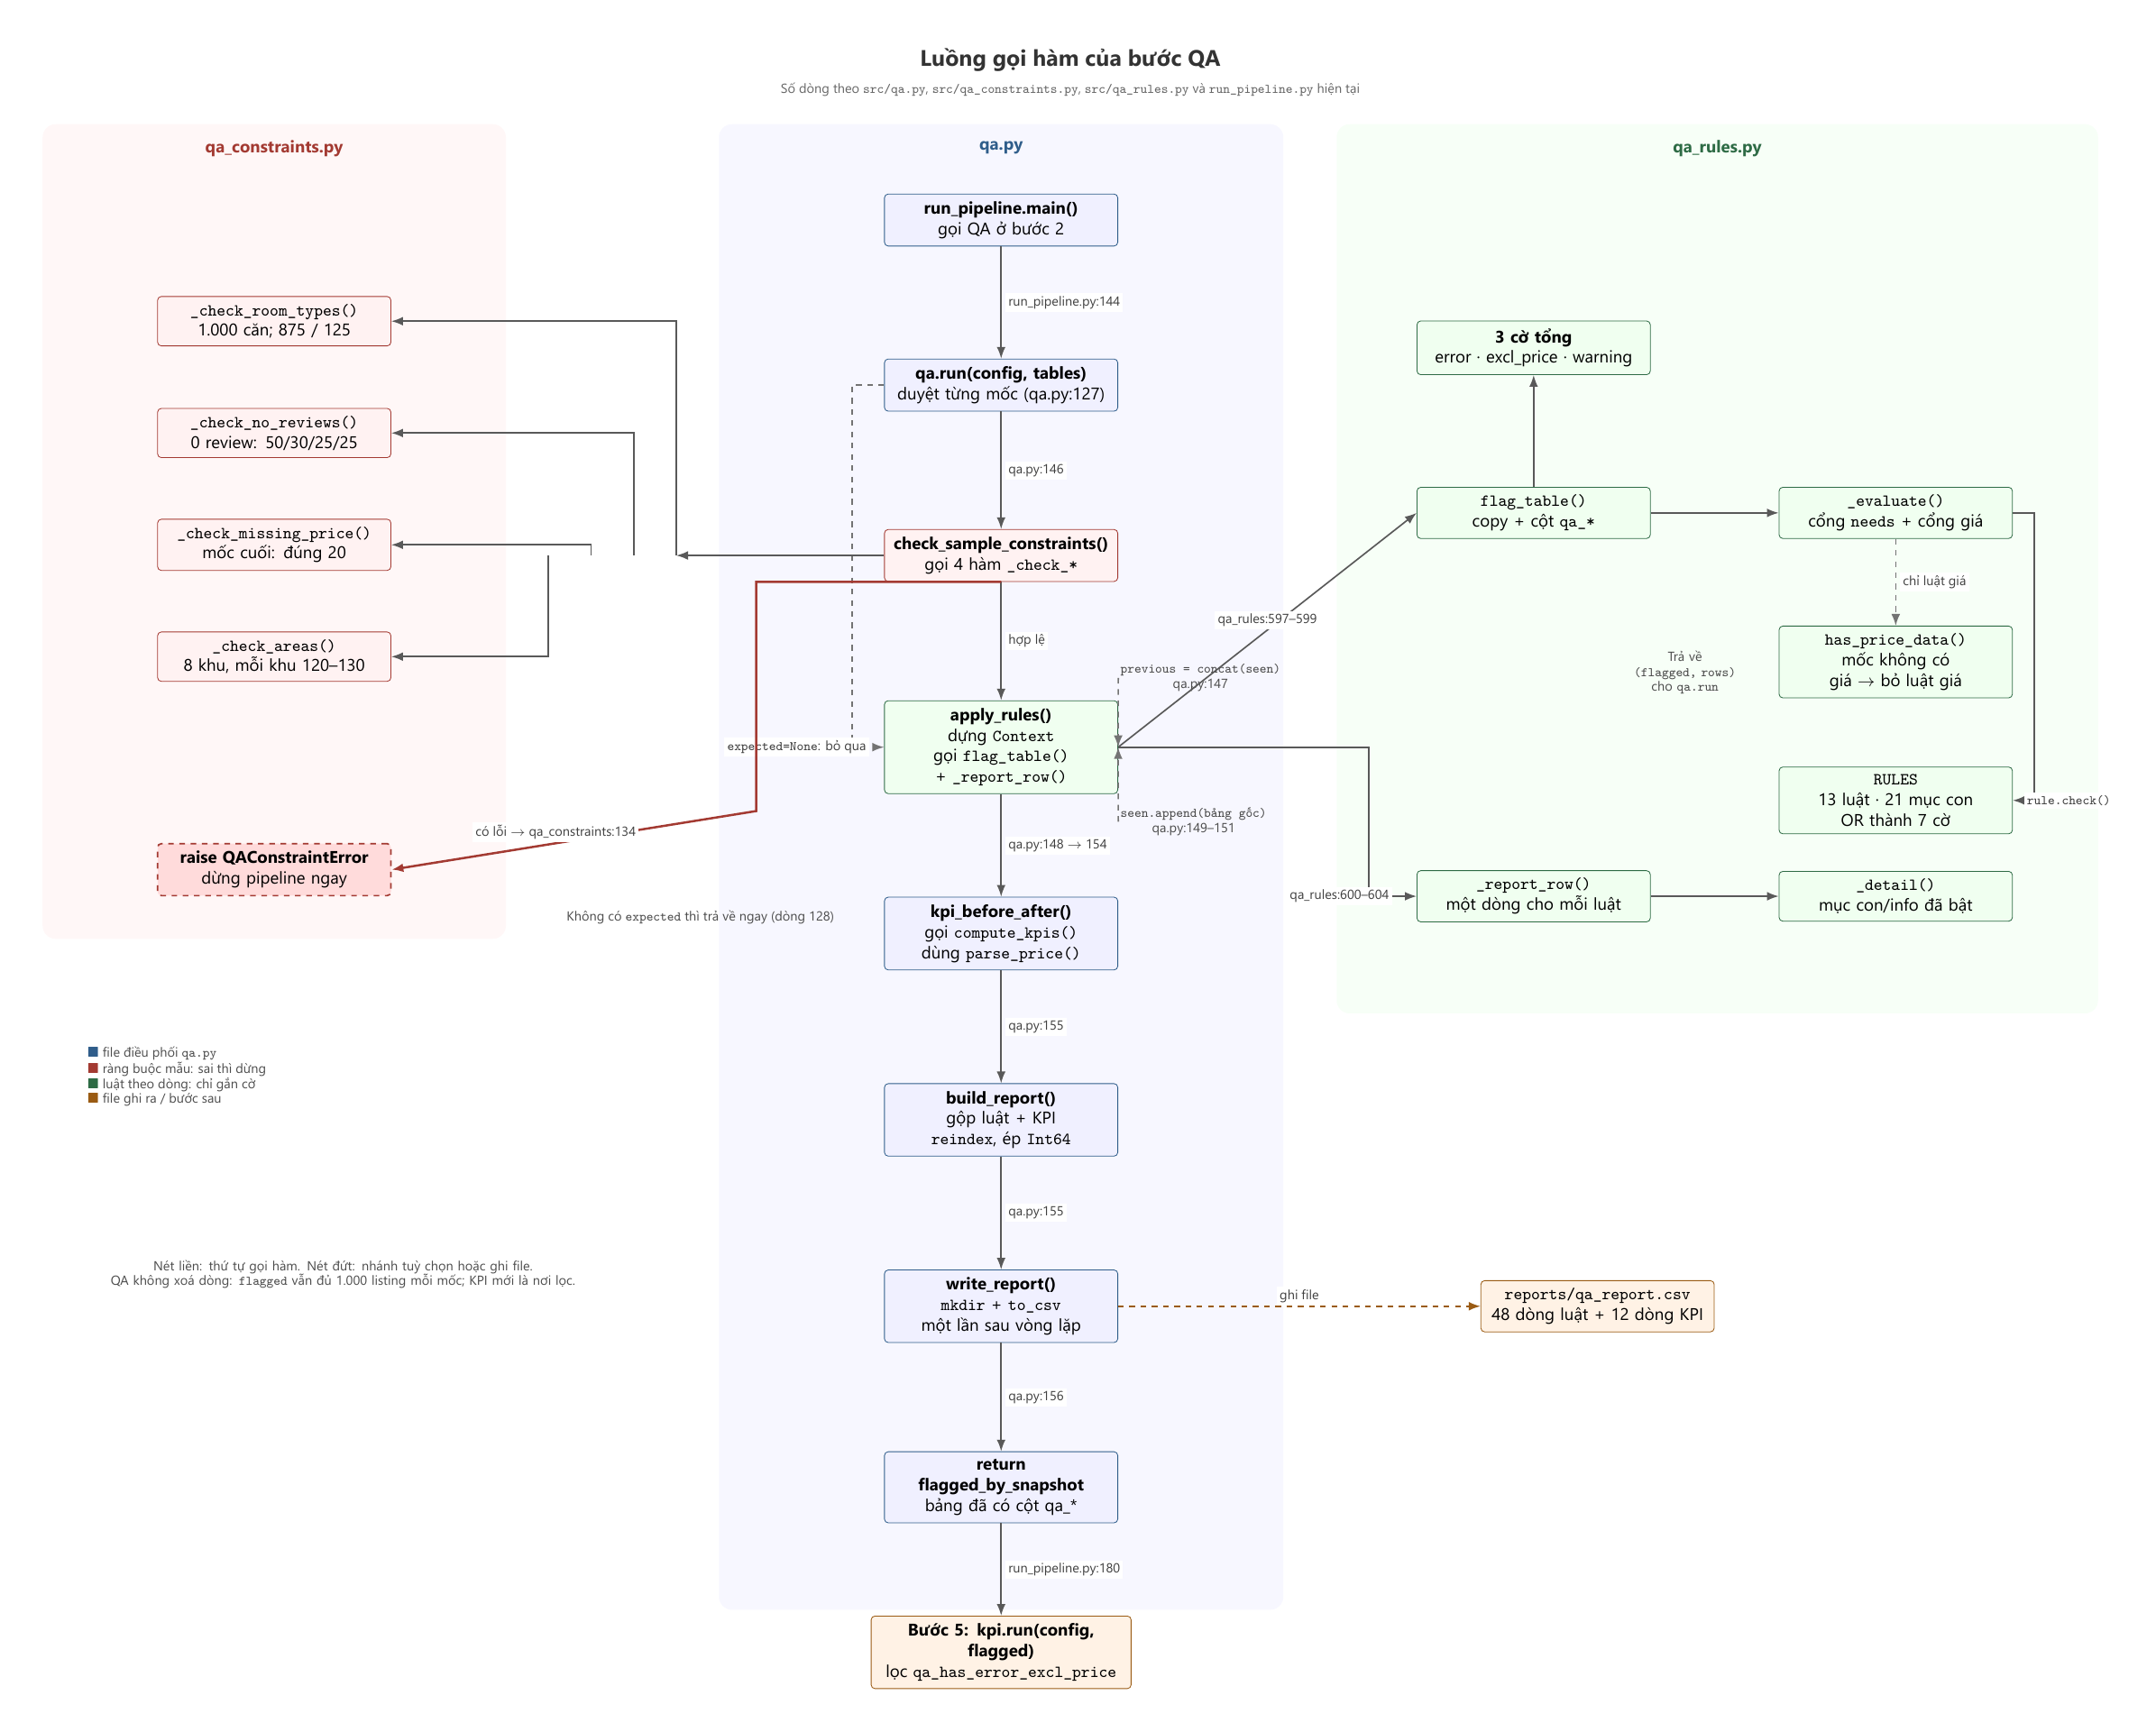 Luồng gọi hàm của bước QA
Số dòng theo src/qa.py, src/qa_constraints.py, src/qa_rules.py và run_pipeline.py hiện tại
qa_constraints.py
_check_room_types()
1.000 căn; 875 / 125
_check_no_reviews()
0 review: 50/30/25/25
_check_missing_price()
mốc cuối: đúng 20
_check_areas()
8 khu, mỗi khu 120–130
có lỗi → qa_constraints:134
raise QAConstraintError
dừng pipeline ngay
Không có expected thì trả về ngay (dòng 128)
qa.py
run_pipeline.main()
gọi QA ở bước 2
run_pipeline.py:144
qa.run(config, tables)
duyệt từng mốc (qa.py:127)
qa.py:146
check_sample_constraints()
gọi 4 hàm _check_*
hợp lệ
expected=None: bỏ qua
apply_rules()
dựng Context
gọi flag_table()
+ _report_row()
previous = concat(seen)
qa.py:147
seen.append(bảng gốc)
qa.py:149–151
qa.py:148 → 154
kpi_before_after()
gọi compute_kpis()
dùng parse_price()
qa.py:155
build_report()
gộp luật + KPI
reindex, ép Int64
qa.py:155
write_report()
mkdir + to_csv
một lần sau vòng lặp
qa.py:156
return
flagged_by_snapshot
bảng đã có cột qa_*
run_pipeline.py:180
Bước 5: kpi.run(config,
flagged)
lọc qa_has_error_excl_price
qa_rules.py
3 cờ tổng
error · excl_price · warning
flag_table()
copy + cột qa_*
_evaluate()
cổng needs + cổng giá
chỉ luật giá
qa_rules:597–599
has_price_data()
mốc không có
giá → bỏ luật giá
Trả về
(flagged, rows)
cho qa.run
RULES
13 luật · 21 mục con
OR thành 7 cờ
rule.check()
qa_rules:600–604
_report_row()
một dòng cho mỗi luật
_detail()
mục con/info đã bật
ghi file
reports/qa_report.csv
48 dòng luật + 12 dòng KPI
file điều phối qa.py
ràng buộc mẫu: sai thì dừng
luật theo dòng: chỉ gắn cờ
file ghi ra / bước sau
Nét liền: thứ tự gọi hàm. Nét đứt: nhánh tuỳ chọn hoặc ghi file.
QA không xoá dòng: flagged vẫn đủ 1.000 listing mỗi mốc; KPI mới là nơi lọc.